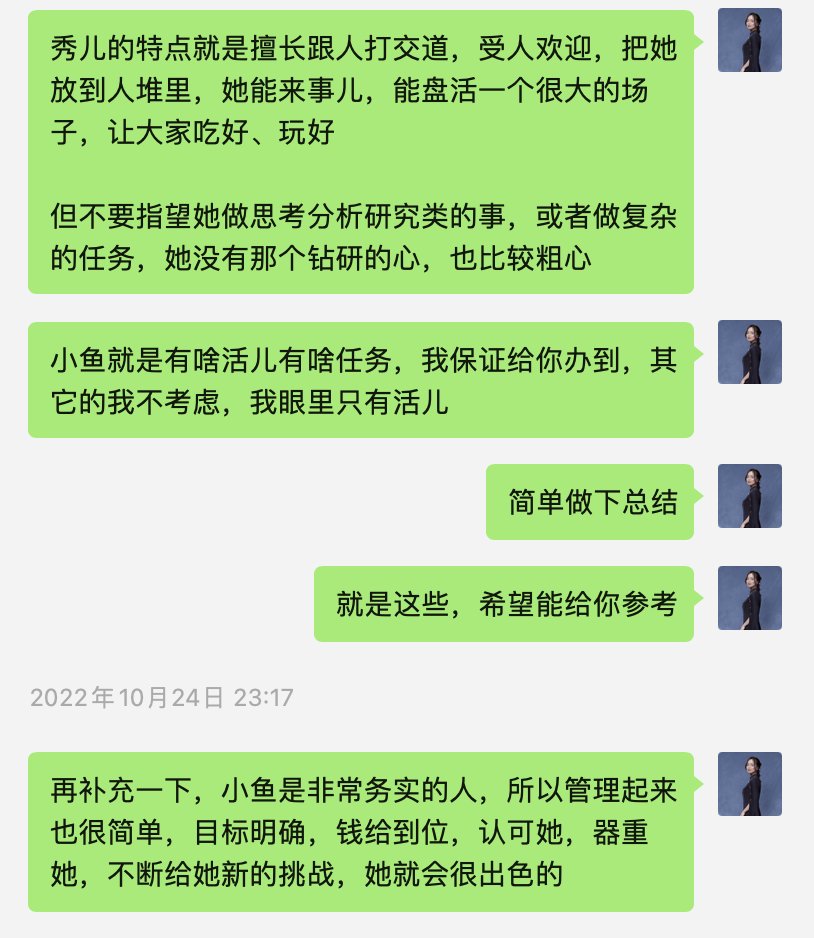 秀儿的特点就是擅长跟人打交道，受人欢迎，把她
放到人堆里，她能来事儿，能盘活一个很大的场
子，让大家吃好、玩好
但不要指望她做思考分析研究类的事，或者做复杂
的任务，她没有那个钻研的心，也比较粗心
小鱼就是有啥活儿有啥任务，我保证给你办到，其
它的我不考虑，我眼里只有活儿
简单做下总结
就是这些，希望能给你参考
2022年10月24日 23:17
再补充一下，小鱼是非常务实的人，所以管理起来
也很简单，目标明确，钱给到位，认可她，器重
她，不断给她新的挑战，她就会很出色的